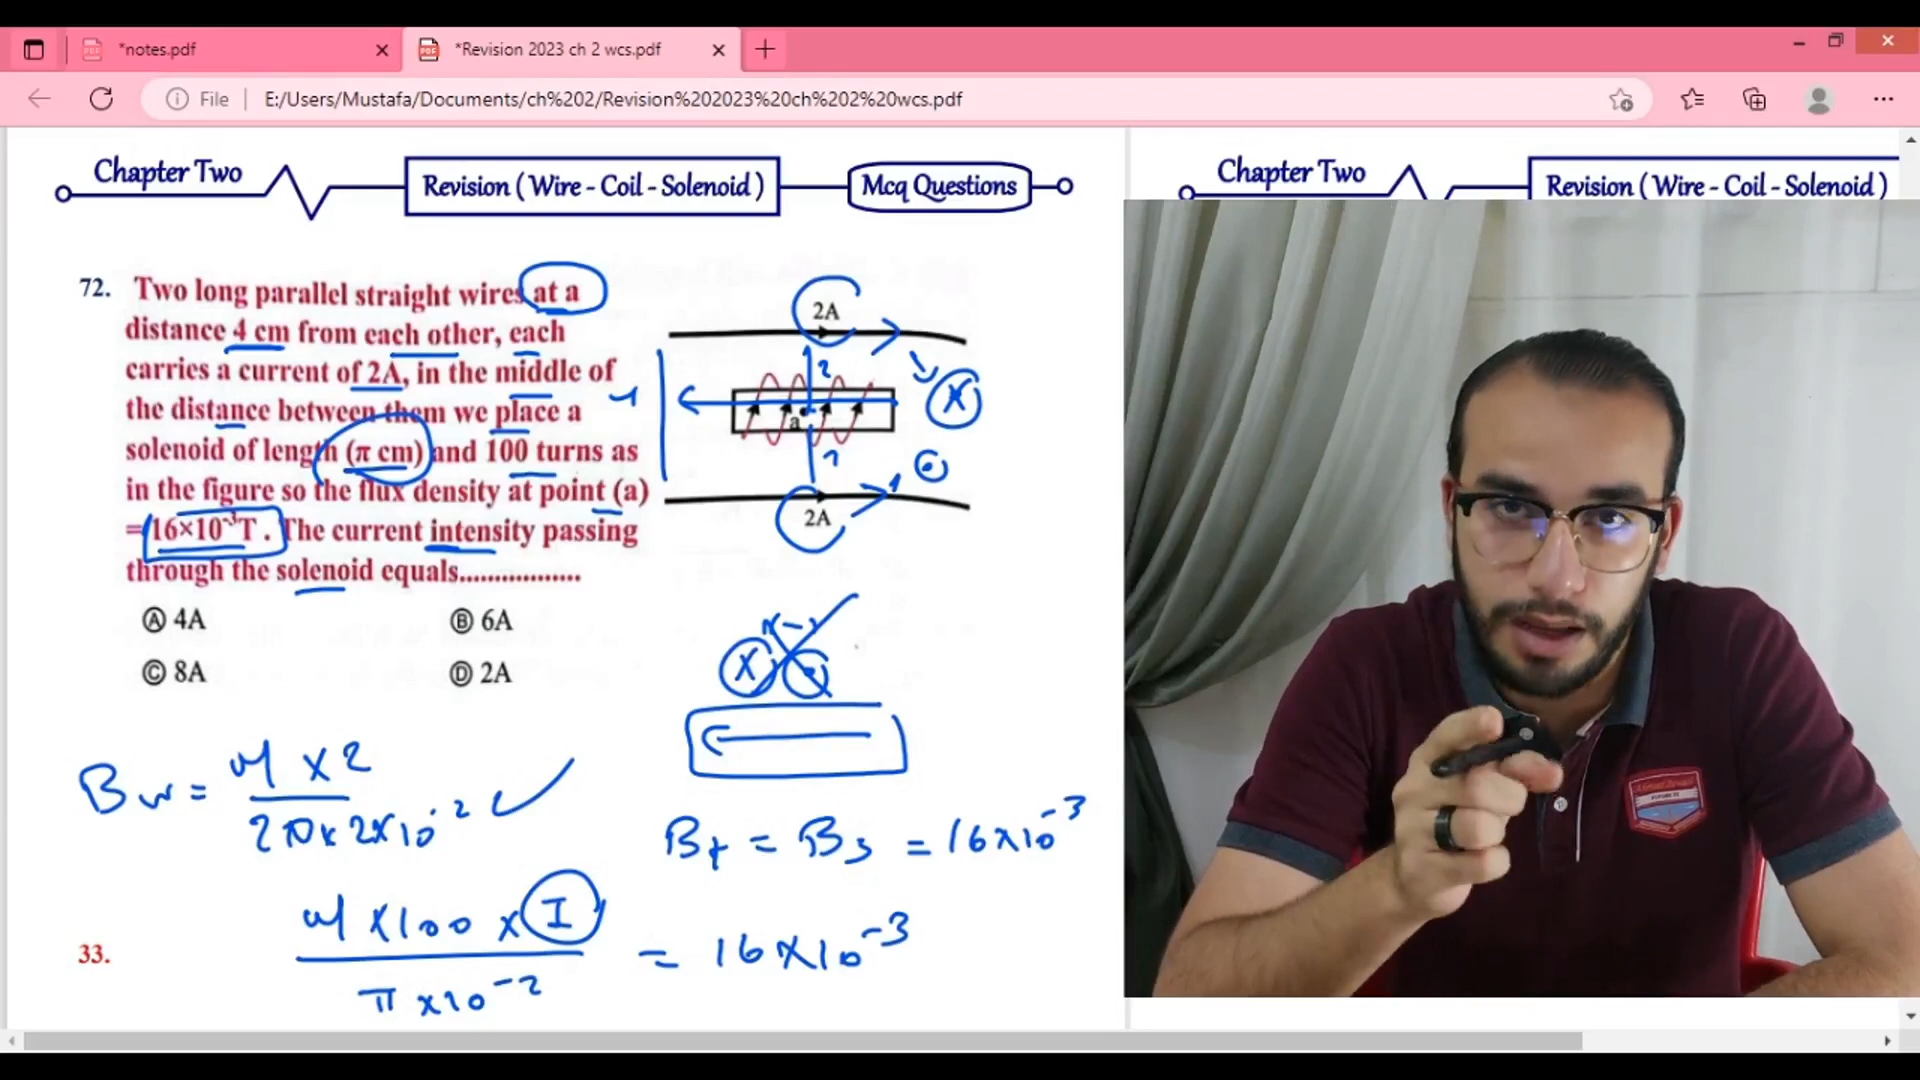 *notes.pdf
*Revision 2023 ch 2 wcs.pdf
File
E:/Users/Mustafa/Documents/ch%202/Revision%202023%20ch%202%20wcs.pdf
Chapter Two
Revision ( Wire - Coil - Solenoid )
Mcq Questions
Chapter Two
Revision ( Wire - Coil - Solenoid )
72. Two long parallel straight wires at a
distance 4 cm from each other, each
carries a current of 2A, in the middle of
the distance between them we place a
solenoid of length (π cm) and 100 turns as
in the figure so the flux density at point (a)
= 16×10⁻³T . The current intensity passing
through the solenoid equals..................
Ⓐ 4A
Ⓑ 6A
Ⓒ 8A
Ⓓ 2A
2A
2
X
a
2A
X
Bw = μ × 2
2π × 2×10⁻²
Bt = Bs = 16×10⁻³
μ ×100 × I
π ×10⁻²
= 16×10⁻³
33.